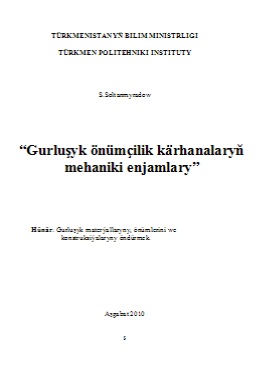 TÜRKMENISTANYŇ BILIM MINISTRLIGI
TÜRKMEN POLITEHNIKI INSTITUTY
S.Soltanmyradow
“Gurluşyk önümçilik kärhanalaryň
mehaniki enjamlary”
Hünär: Gurluşyk materýallaryny, önümlerini we
konstruksiýalaryny öndürmek.
Aşgabat 2010
1